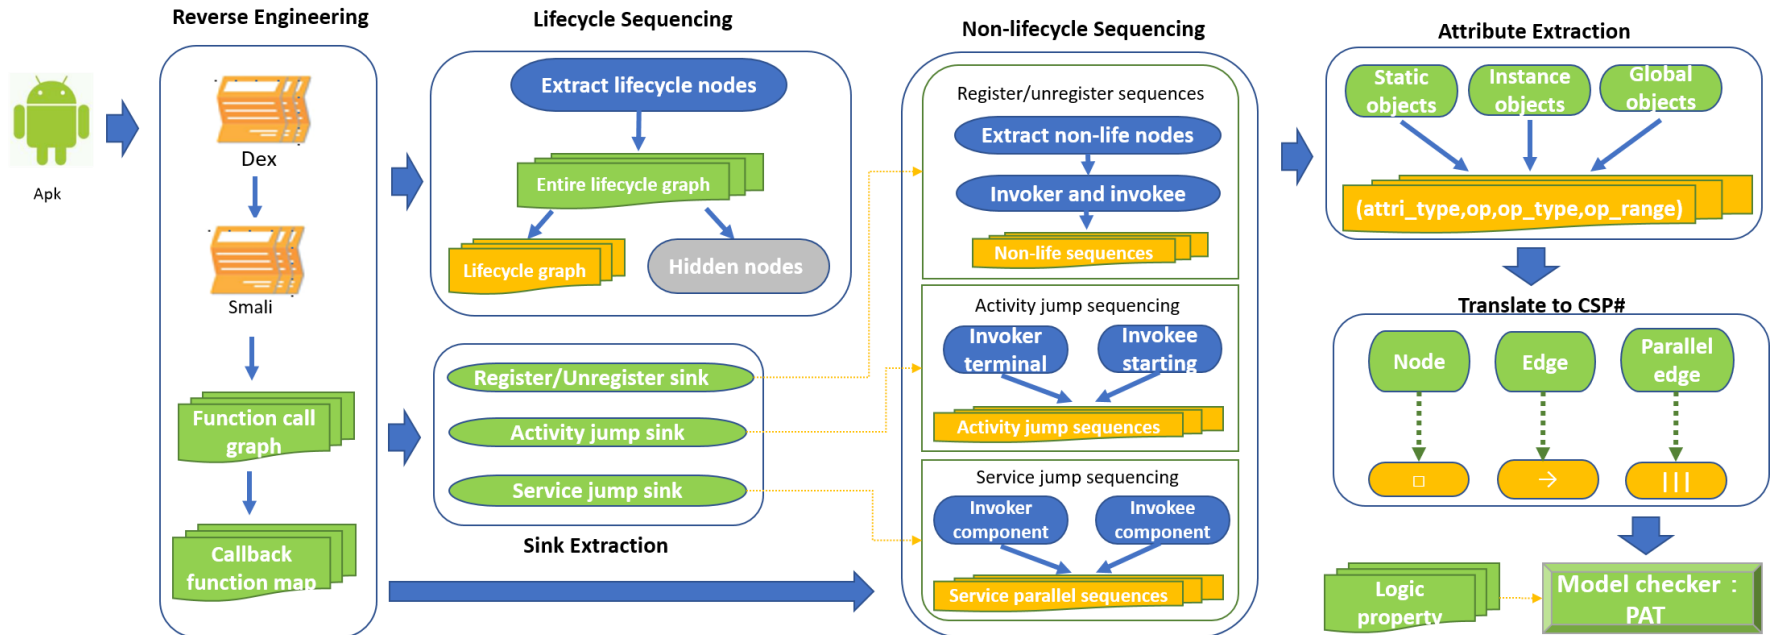 Reverse Engineering
Apk
Dex
Smali
Function call
graph
Callback
function map
Lifecycle Sequencing
Extract lifecycle nodes
Entire lifecycle graph
Lifecycle graph
Hidden nodes
Register/Unregister sink
Activity jump sink
Service jump sink
Sink Extraction
Non-lifecycle Sequencing
Register/unregister sequences
Extract non-life nodes
Invoker and invokee
Non-life sequences
Activity jump sequencing
Invoker
terminal
Invokee
starting
Activity jump sequences
Service jump sequencing
Invoker
component
Invokee
component
Service parallel sequences
Attribute Extraction
Static
objects
Instance
objects
Global
objects
(attri_type,op,op_type,op_range)
Translate to CSP#
Node
Edge
Parallel
edge
□
→
|||
Logic
property
Model checker：
PAT